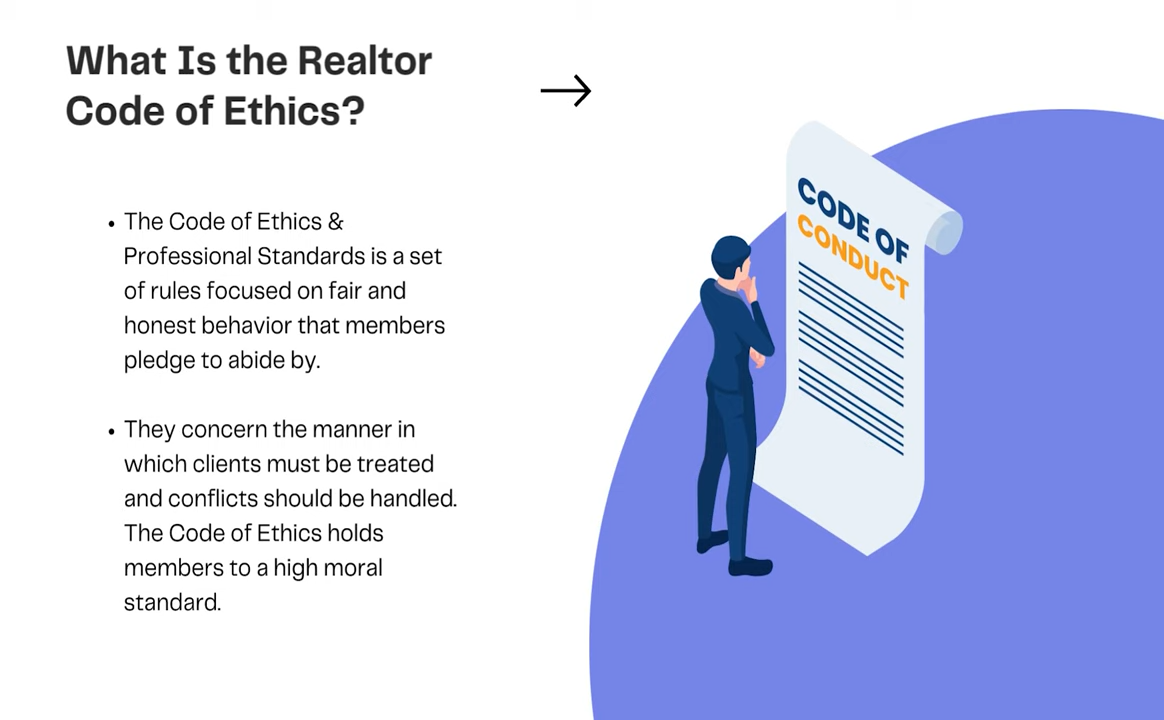 What Is the Realtor
Code of Ethics?
• The Code of Ethics &
Professional Standards is a set
of rules focused on fair and
honest behavior that members
pledge to abide by.
• They concern the manner in
which clients must be treated
and conflicts should be handled.
The Code of Ethics holds
members to a high moral
standard.
CODE OF
CONDUCT